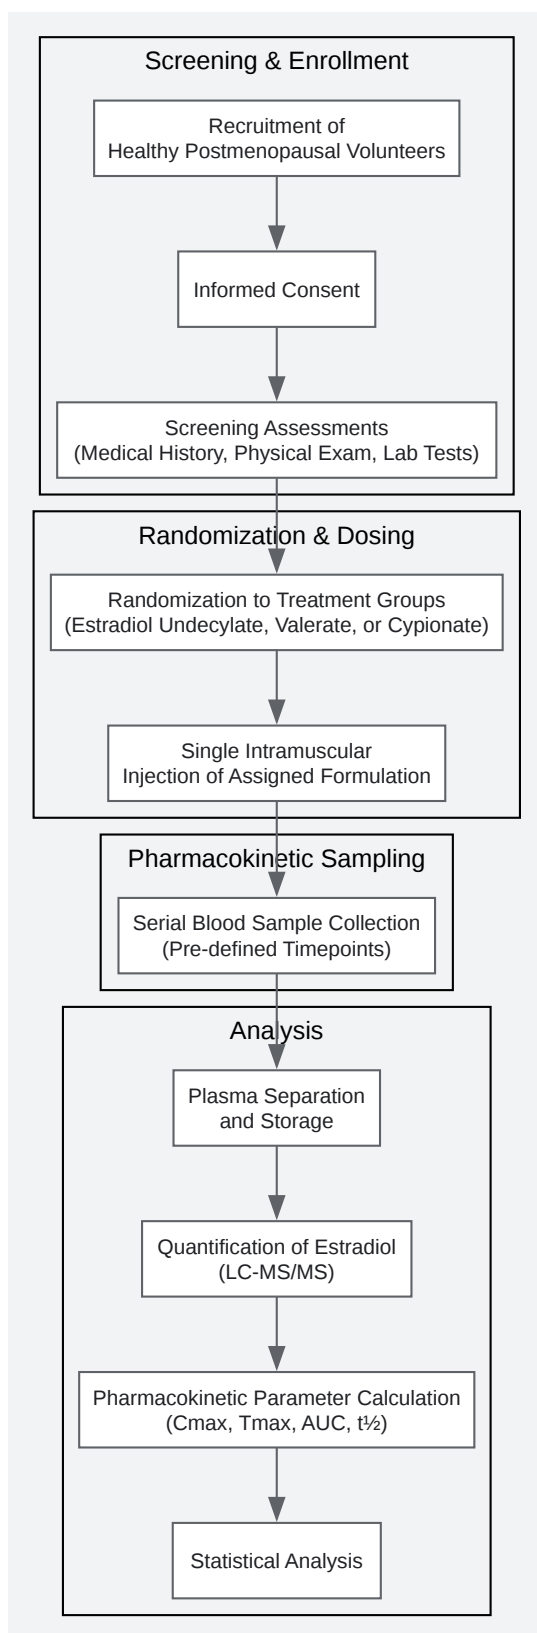 Screening & Enrollment
Recruitment of
Healthy Postmenopausal Volunteers
Informed Consent
Screening Assessments
(Medical History, Physical Exam, Lab Tests)
Randomization & Dosing
Randomization to Treatment Groups
(Estradiol Undecylate, Valerate, or Cypionate)
Single Intramuscular
Injection of Assigned Formulation
Pharmacokinetic Sampling
Serial Blood Sample Collection
(Pre-defined Timepoints)
Analysis
Plasma Separation
and Storage
Quantification of Estradiol
(LC-MS/MS)
Pharmacokinetic Parameter Calculation
(Cmax, Tmax, AUC, t½)
Statistical Analysis